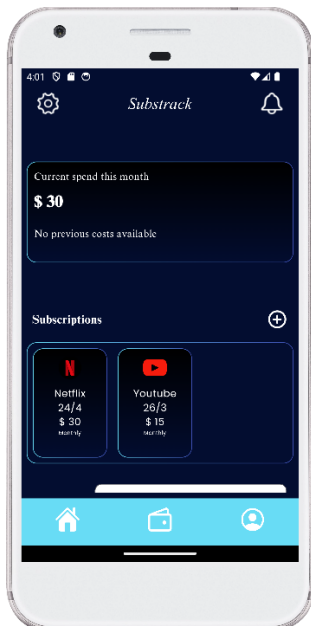 4:01
Substrack
Current spend this month
$ 30
No previous costs available
Subscriptions
N
Netflix
24/4
$ 30
Monthly
Youtube
26/3
$ 15
Monthly